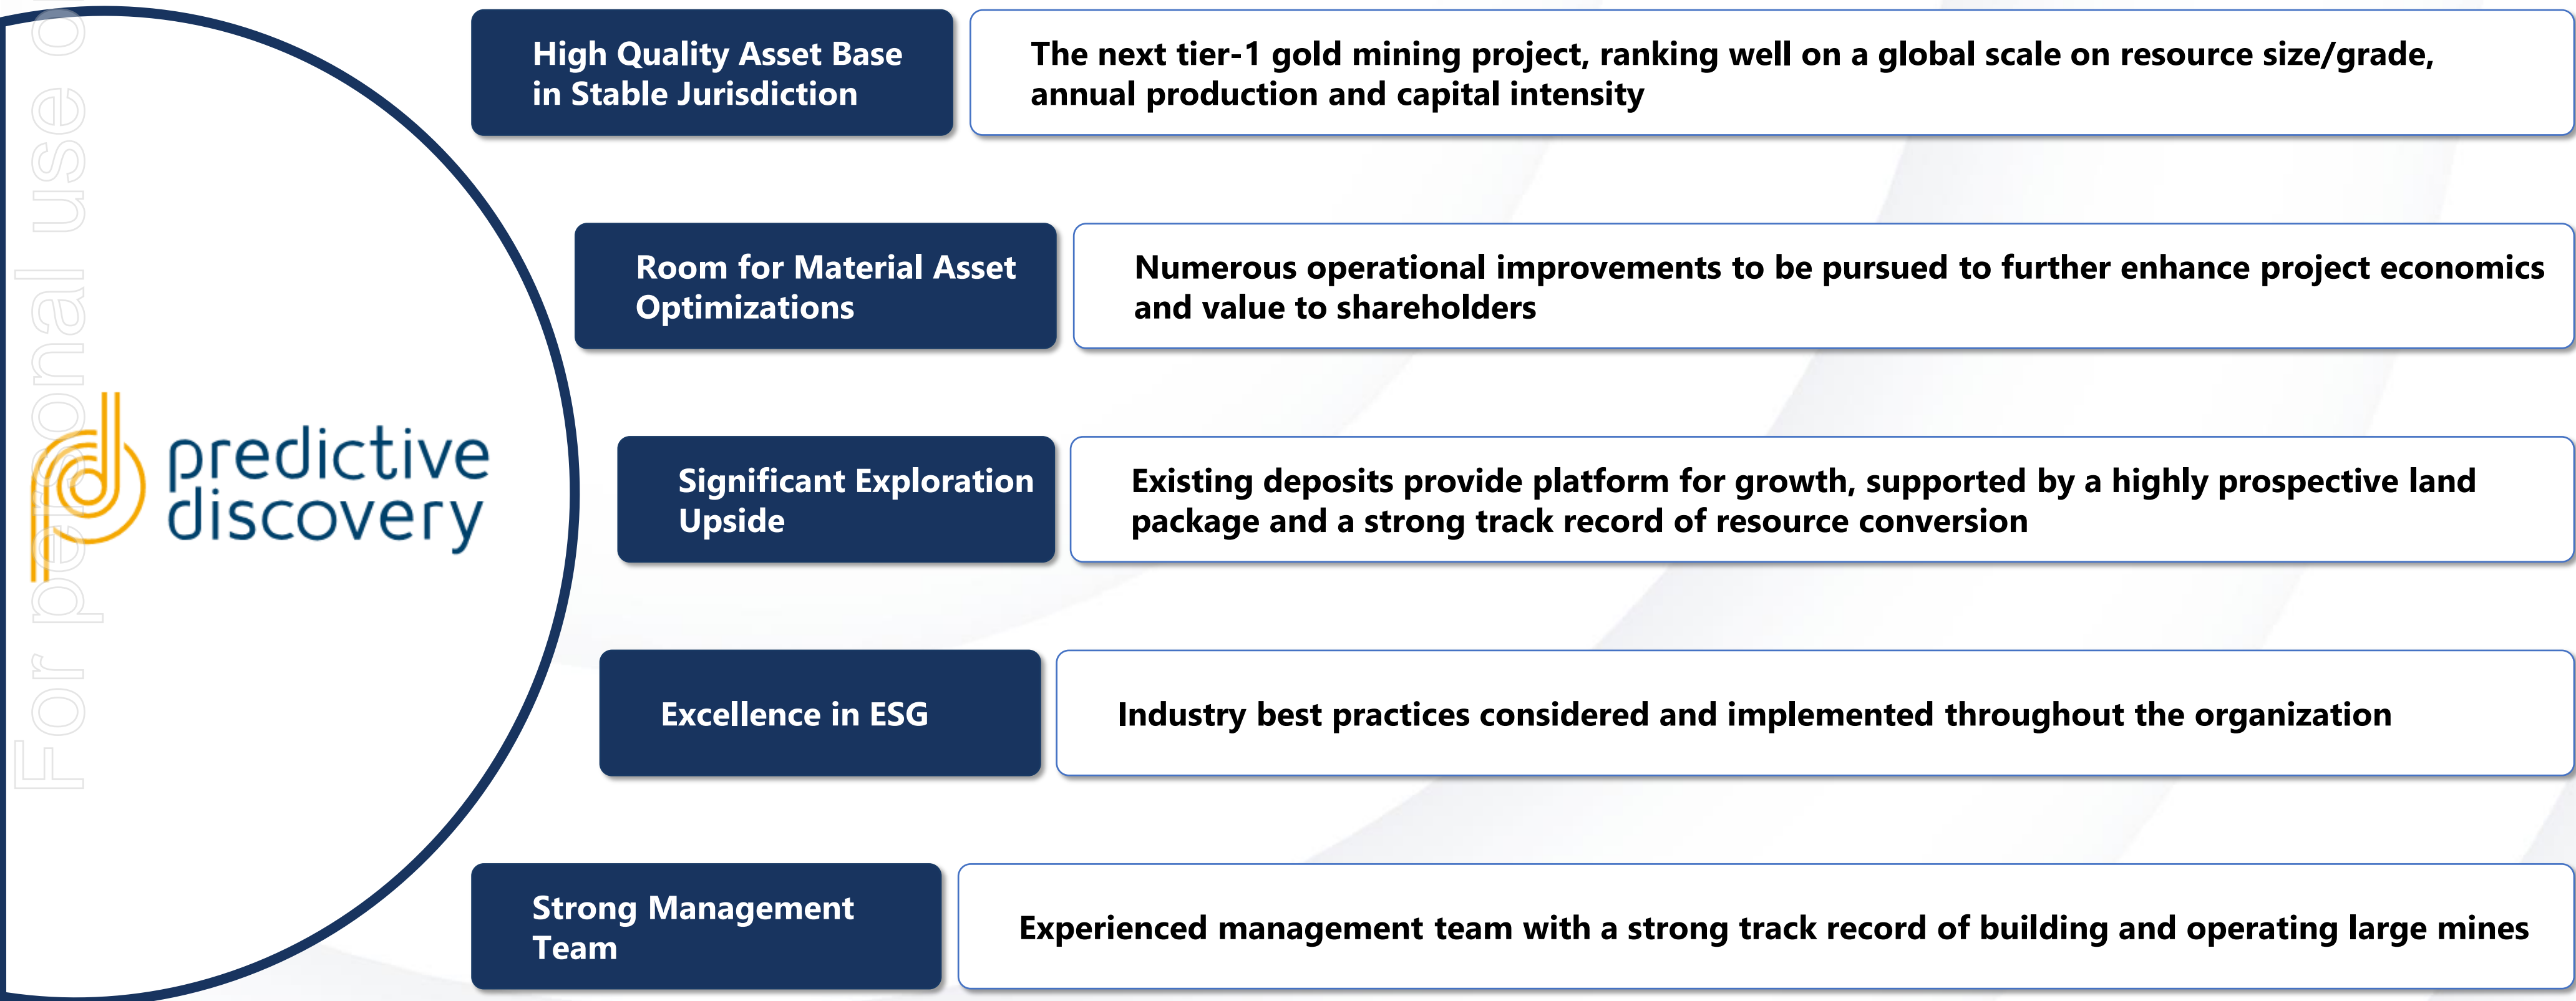 For personal use o
predictive
discovery
High Quality Asset Base
in Stable Jurisdiction
The next tier-1 gold mining project, ranking well on a global scale on resource size/grade,
annual production and capital intensity
Room for Material Asset
Optimizations
Numerous operational improvements to be pursued to further enhance project economics
and value to shareholders
Significant Exploration
Upside
Existing deposits provide platform for growth, supported by a highly prospective land
package and a strong track record of resource conversion
Excellence in ESG
Industry best practices considered and implemented throughout the organization
Strong Management
Team
Experienced management team with a strong track record of building and operating large mines